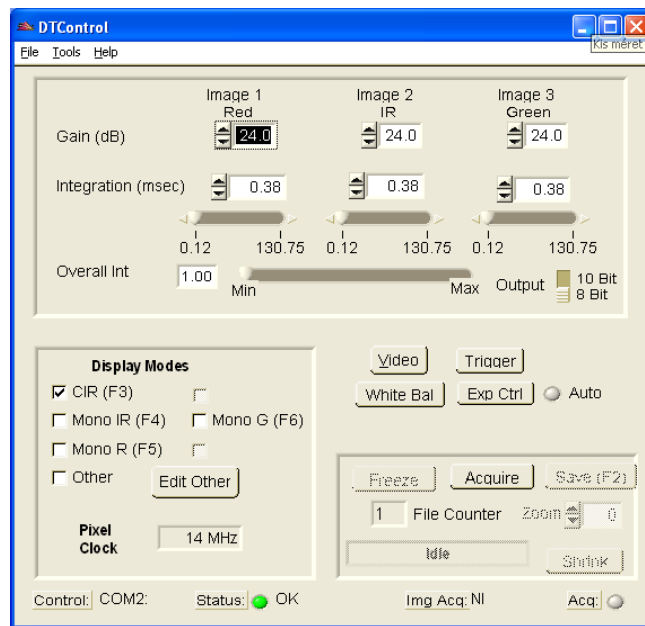 DTControl
Kis méret
File Tools Help
Image 1 Image 2 Image 3
Red IR Green
Gain (dB) 24.0 24.0 24.0
Integration (msec) 0.38 0.38 0.38
0.12 130.75 0.12 130.75 0.12 130.75
Overall Int 1.00 Min Max Output 10 Bit
8 Bit
Display Modes
CIR (F3)
Mono IR (F4) Mono G (F6)
Mono R (F5)
Other Edit Other
Pixel
Clock
14 MHz
Video Trigger
White Bal Exp Ctrl Auto
Freeze Acquire Save (F2)
1 File Counter Zoom 0
Idle
Shrink
Control: COM2: Status: OK Img Acq: NI Acq: